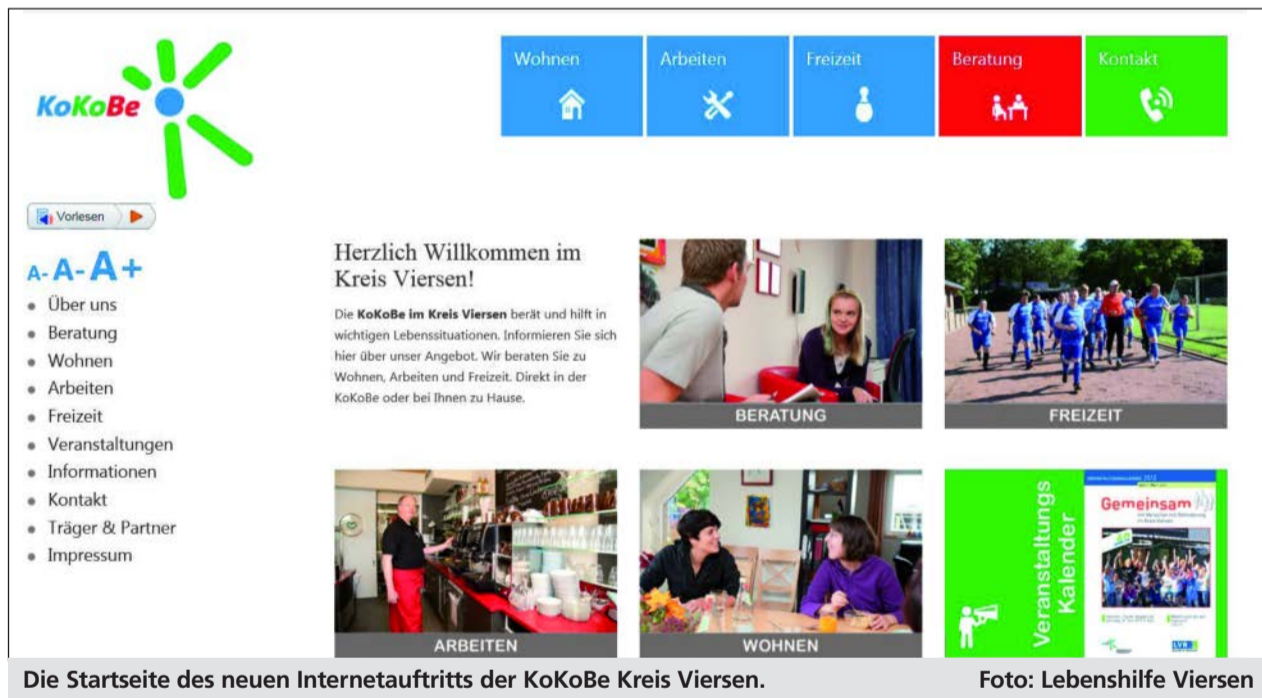 Wohnen
Arbeiten
Freizeit
Beratung
Kontakt
KoKoBe
Vorlesen
A- A- A+
Über uns
Beratung
Wohnen
Arbeiten
Freizeit
Veranstaltungen
Informationen
Kontakt
Träger & Partner
Impressum
Herzlich Willkommen im
Kreis Viersen!
Die KoKoBe im Kreis Viersen berät und hilft in
wichtigen Lebenssituationen. Informieren Sie sich
hier über unser Angebot. Wir beraten Sie zu
Wohnen, Arbeiten und Freizeit. Direkt in der
KoKoBe oder bei Ihnen zu Hause.
BERATUNG
FREIZEIT
ARBEITEN
WOHNEN
Veranstaltungs
Kalender
Gemeinsam
LVR
Die Startseite des neuen Internetauftritts der KoKoBe Kreis Viersen.
Foto: Lebenshilfe Viersen